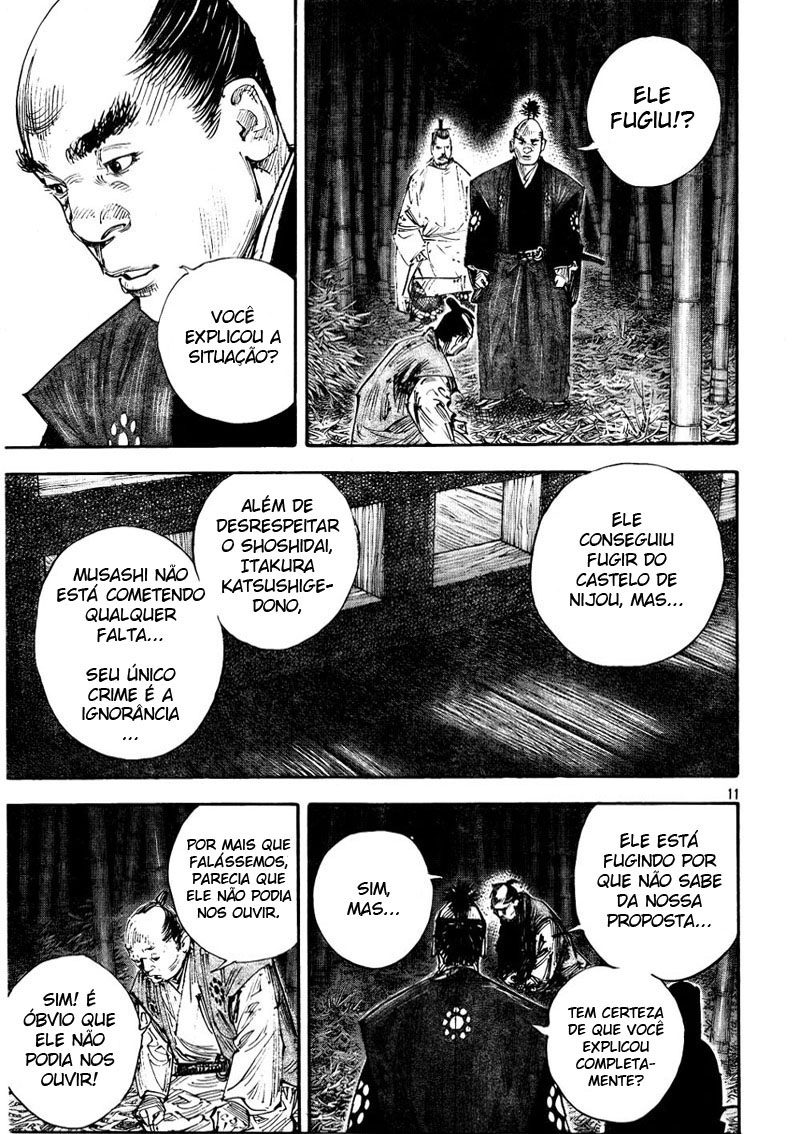 ELE
FUGIU!?
VOCÊ
EXPLICOU A
SITUAÇÃO?
ELE
CONSEGUIU
FUGIR DO
CASTELO DE
NIJOU, MAS...
ALÉM DE
DESRESPEITAR
O SHOSHIDAI,
ITAKURA
KATSUSHIGE-
DONO,
MUSASHI NÃO
ESTÁ COMETENDO
QUALQUER
FALTA...
SEU ÚNICO
CRIME É A
IGNORÂNCIA
...
11
ELE ESTÁ
FUGINDO POR
QUE NÃO SABE
DA NOSSA
PROPOSTA...
TEM CERTEZA
DE QUE VOCÊ
EXPLICOU
COMPLETA-
MENTE?
SIM,
MAS...
POR MAIS QUE
FALÁSSEMOS,
PARECIA QUE
ELE NÃO PODIA
NOS OUVIR.
SIM! É
ÓBVIO QUE
ELE NÃO
PODIA NOS
OUVIR!